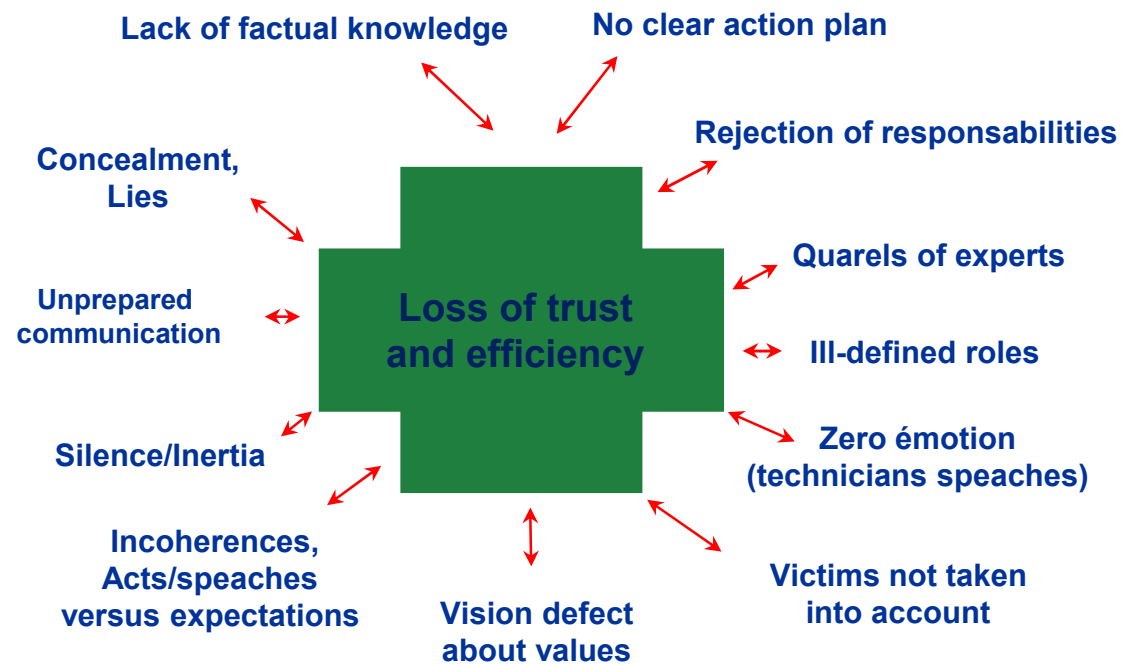 Lack of factual knowledge
No clear action plan
Rejection of responsabilities
Concealment,
Lies
Quarels of experts
Unprepared
communication
Loss of trust
and efficiency
Ill-defined roles
Silence/Inertia
Zero émotion
(technicians speaches)
Incoherences,
Acts/speaches
versus expectations
Vision defect
about values
Victims not taken
into account